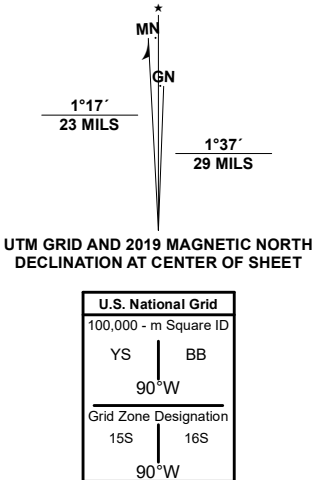 MN
GN
1°17´
23 MILS
1°37´
29 MILS
UTM GRID AND 2019 MAGNETIC NORTH
DECLINATION AT CENTER OF SHEET
U.S. National Grid
100,000 - m Square ID
YS BB
90°W
Grid Zone Designation
15S 16S
90°W